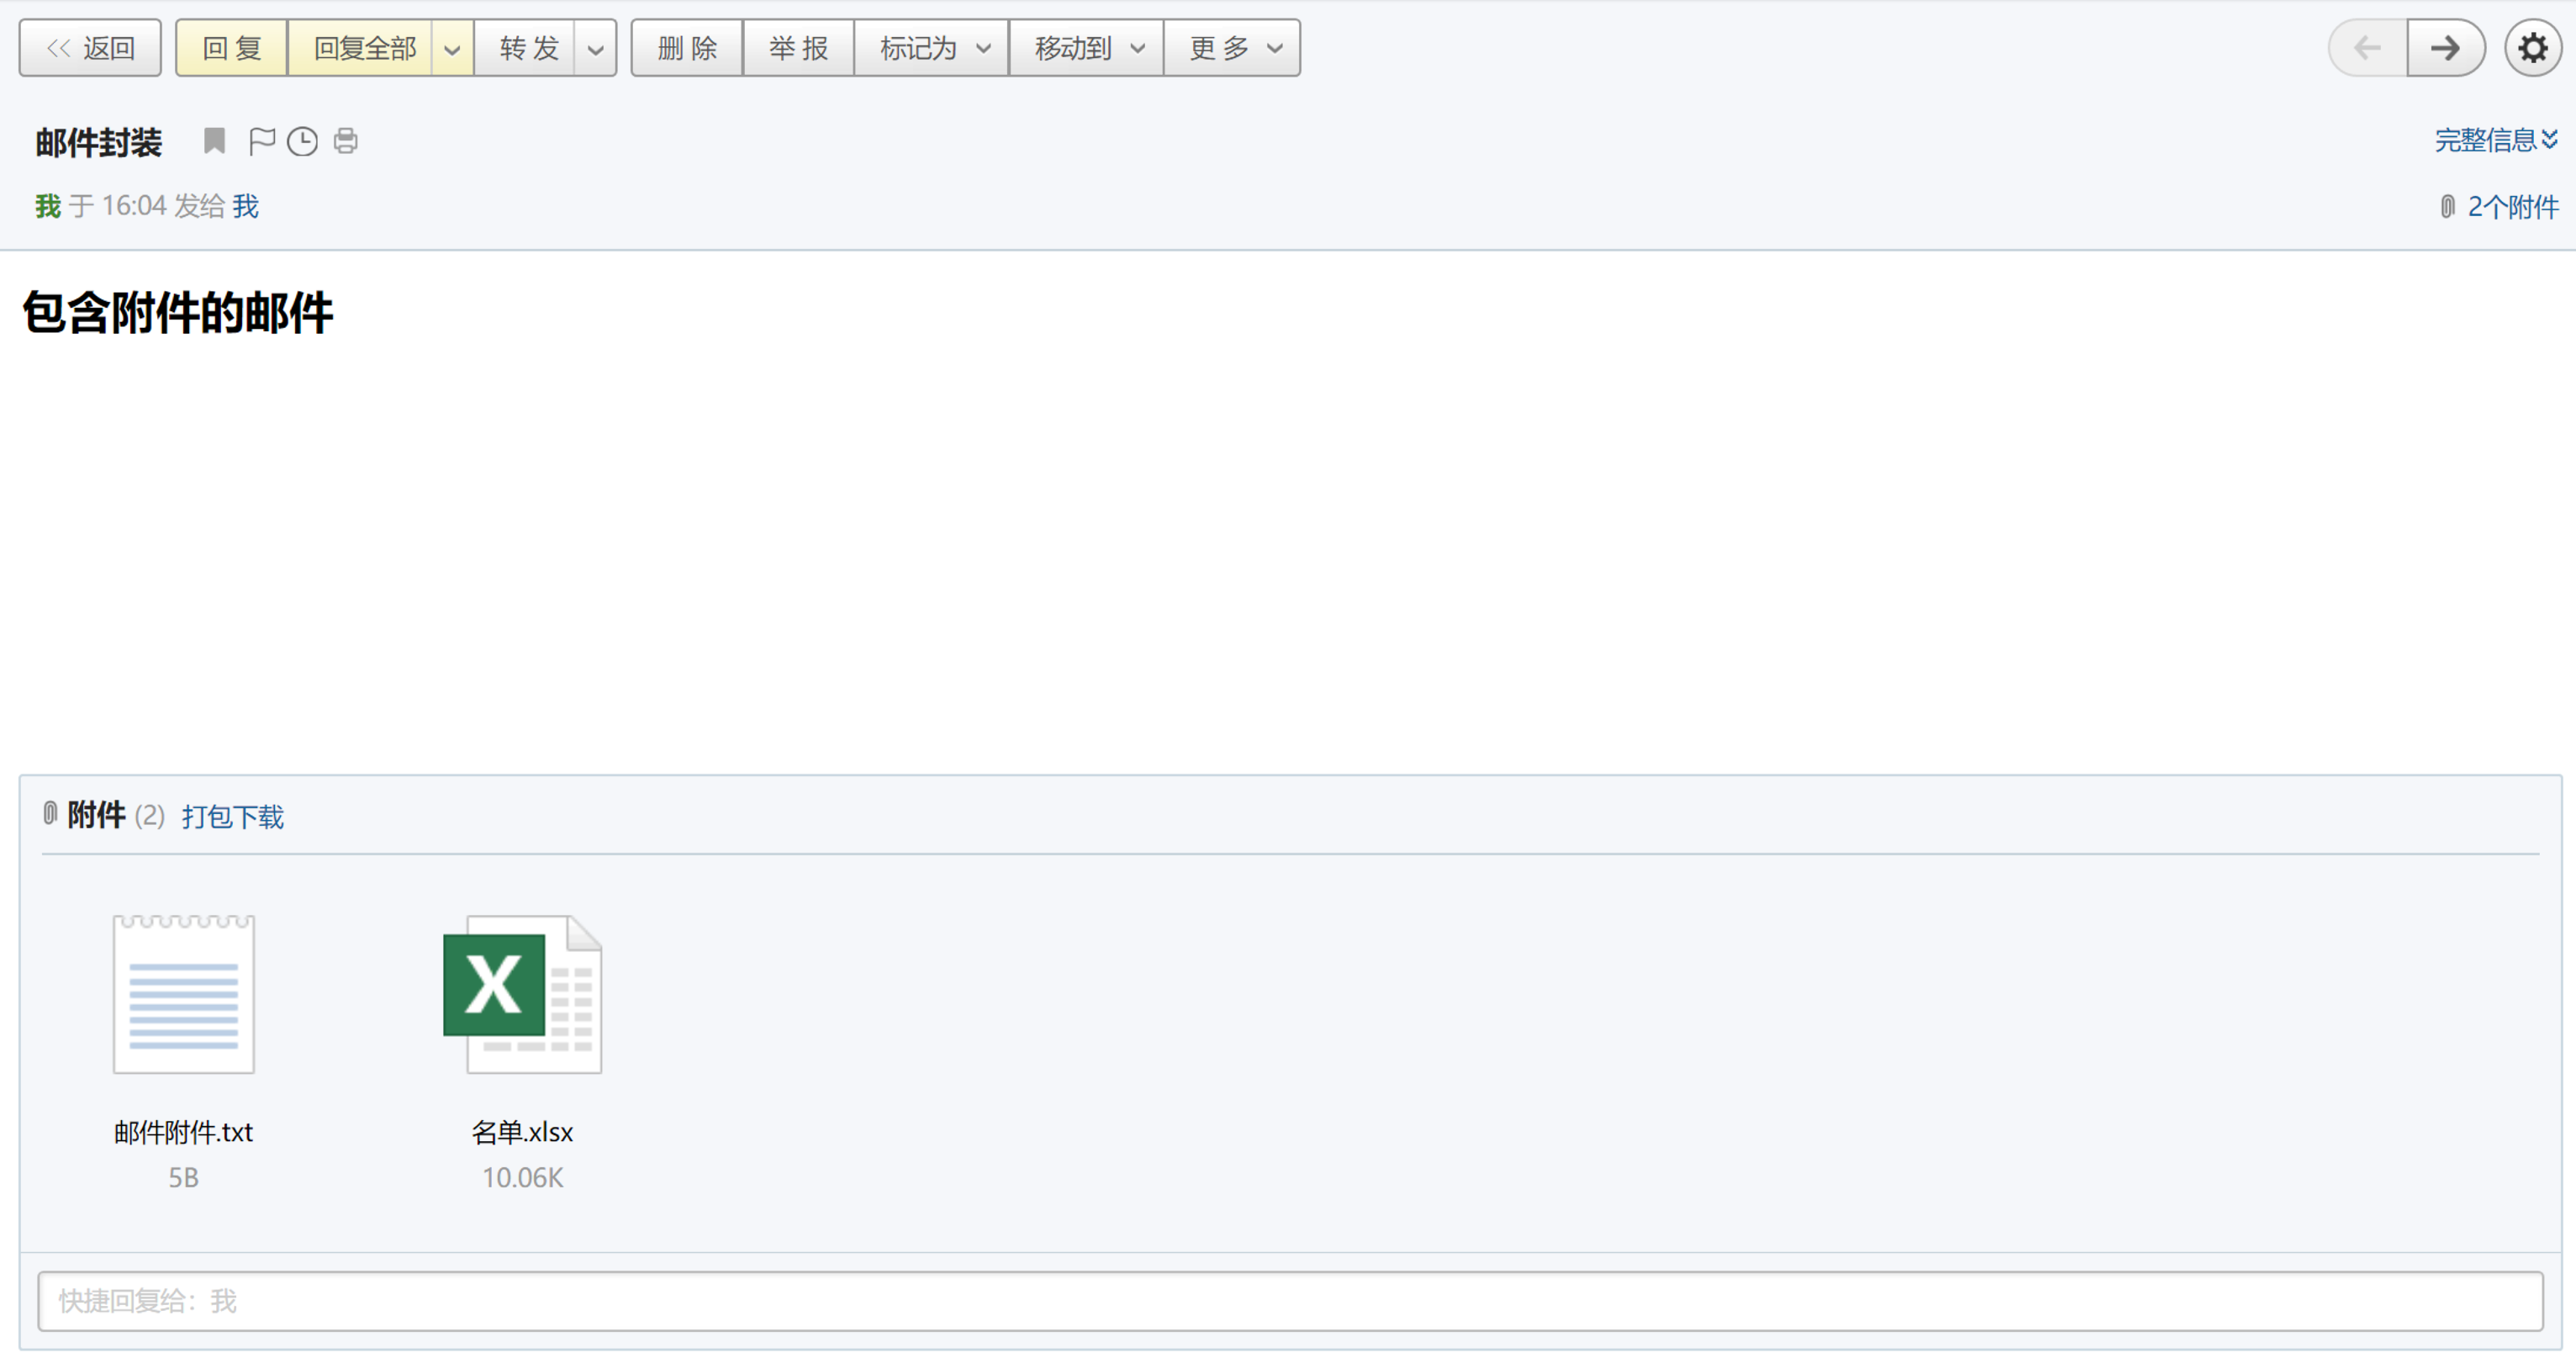 << 返回 回 复 回复全部 转 发 删 除 举 报 标记为 移动到 更 多
邮件封装 完整信息
我 于 16:04 发给 我 2个附件
包含附件的邮件
附件 (2) 打包下载
X
邮件附件.txt 名单.xlsx
5B 10.06K
快捷回复给：我